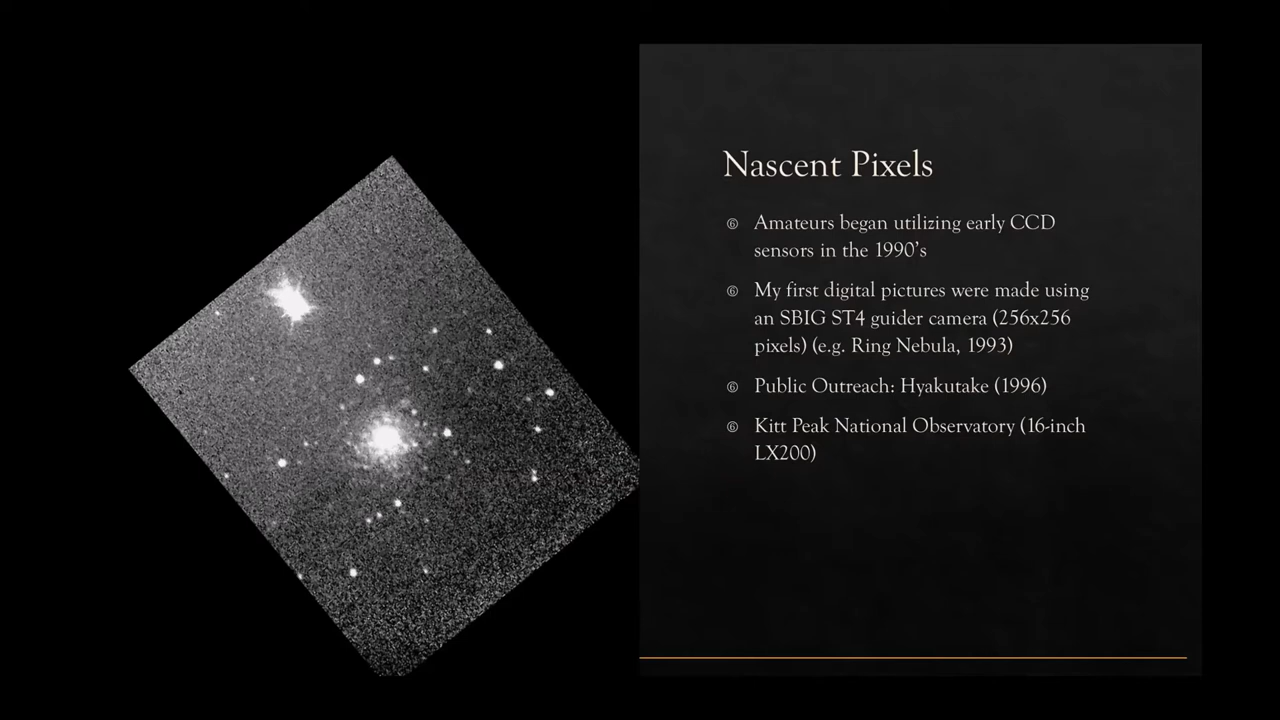 Nascent Pixels
Amateurs began utilizing early CCD
sensors in the 1990's
My first digital pictures were made using
an SBIG ST4 guider camera (256x256
pixels) (e.g. Ring Nebula, 1993)
Public Outreach: Hyakutake (1996)
Kitt Peak National Observatory (16-inch
LX200)